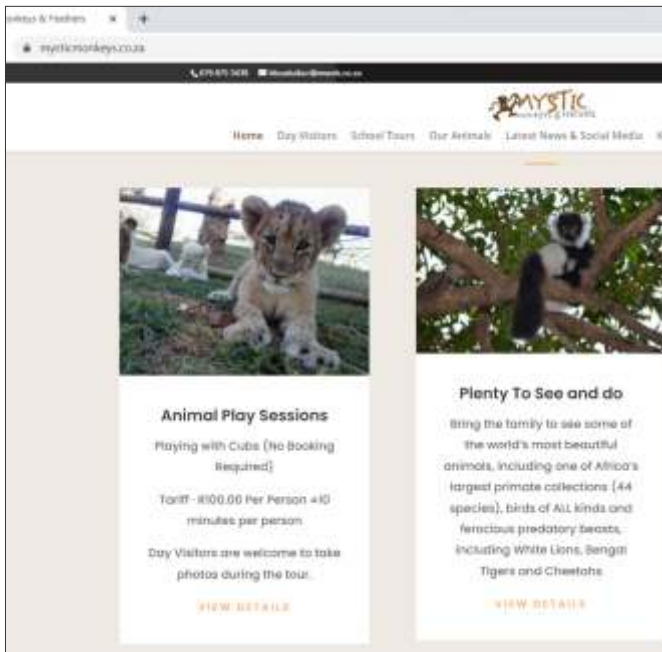 mysticmonkeys.co.za
MYSTIC
Home Day Visitors School Tours Our Animals Latest News & Social Media
Animal Play Sessions
Playing with Cubs (No Booking
Required)
Tariff - R100.00 Per Person ±10
minutes per person
Day Visitors are welcome to take
photos during the tour.
VIEW DETAILS
Plenty To See and do
Bring the family to see some of
the world's most beautiful
animals, including one of Africa's
largest primate collections (44
species), birds of ALL kinds and
ferocious predatory beasts,
including White Lions, Bengal
Tigers and Cheetahs
VIEW DETAILS